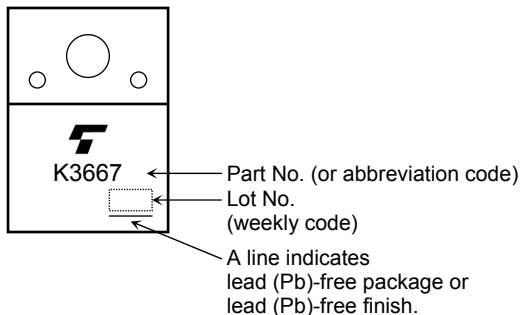 K3667
Part No. (or abbreviation code)
Lot No.
(weekly code)
A line indicates
lead (Pb)-free package or
lead (Pb)-free finish.